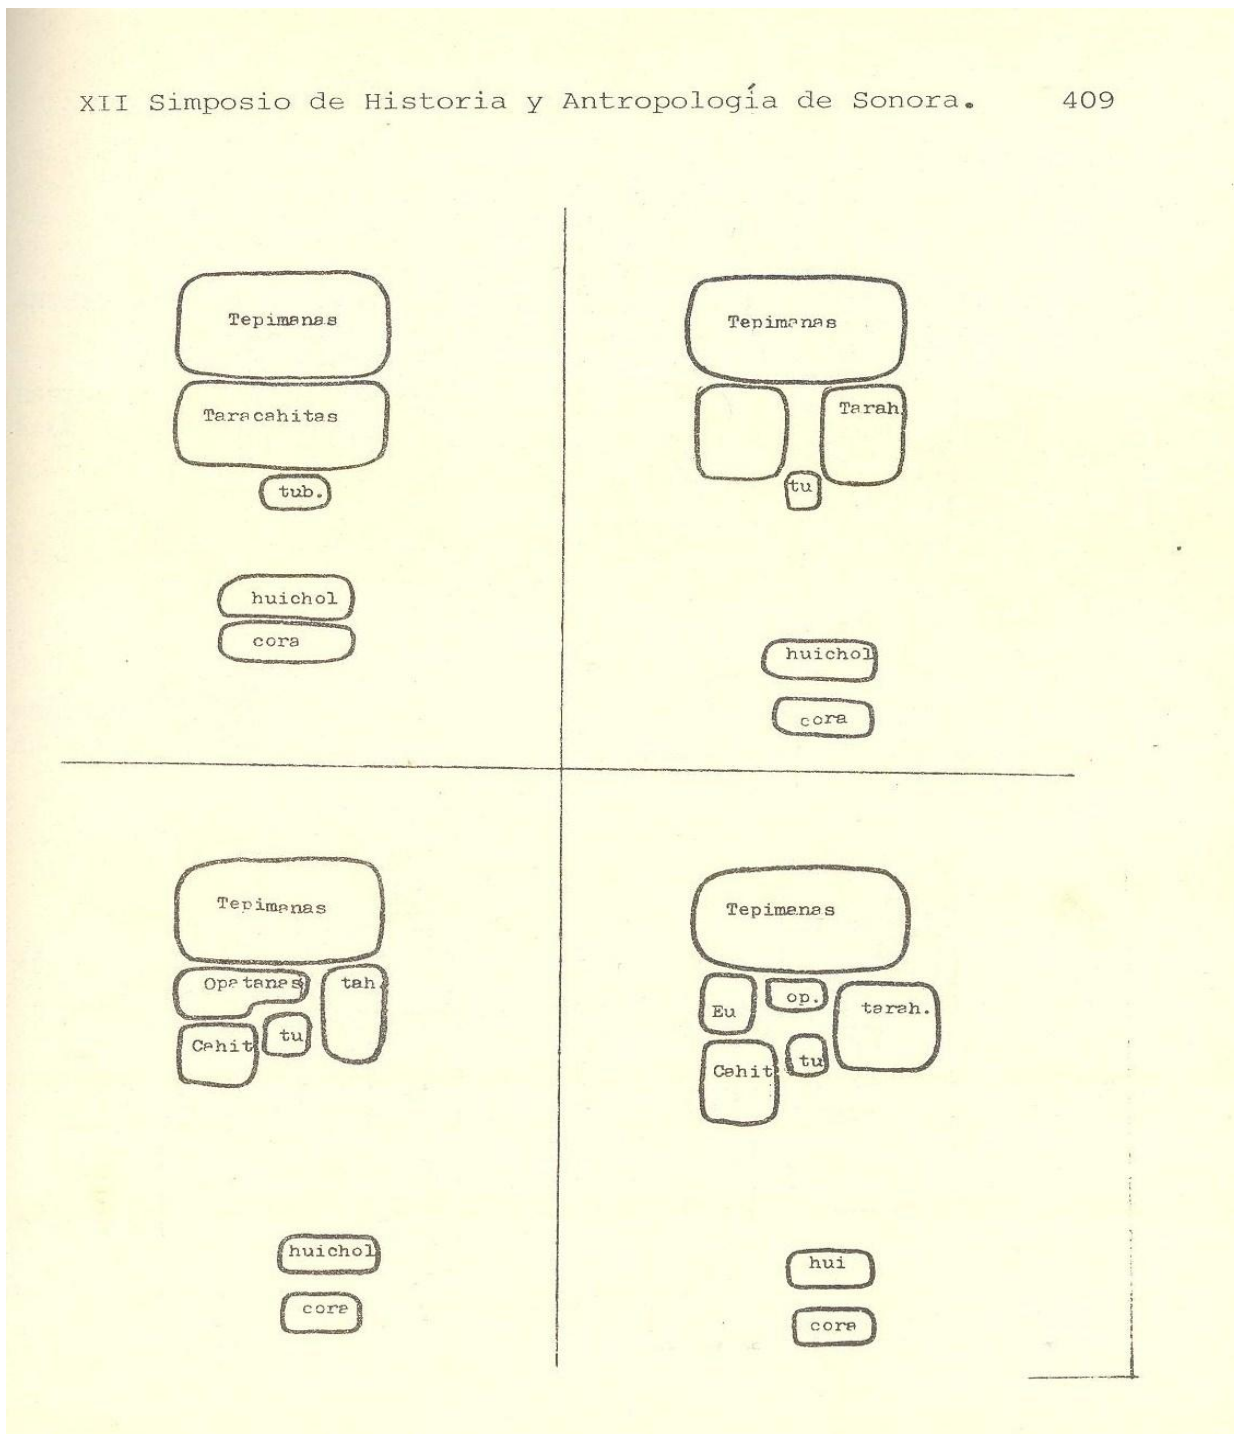 XII Simposio de Historia y Antropología de Sonora. 409
Tepimanas
Taracahitas
tub.
huichol
cora
Tepimanas
Tarah
tu
huichol
cora
Tepimanas
Opatanas
tah.
Cahit
tu
huichol
cora
Tepimanas
Eu
op.
tarah.
Cahit
tu
hui
cora